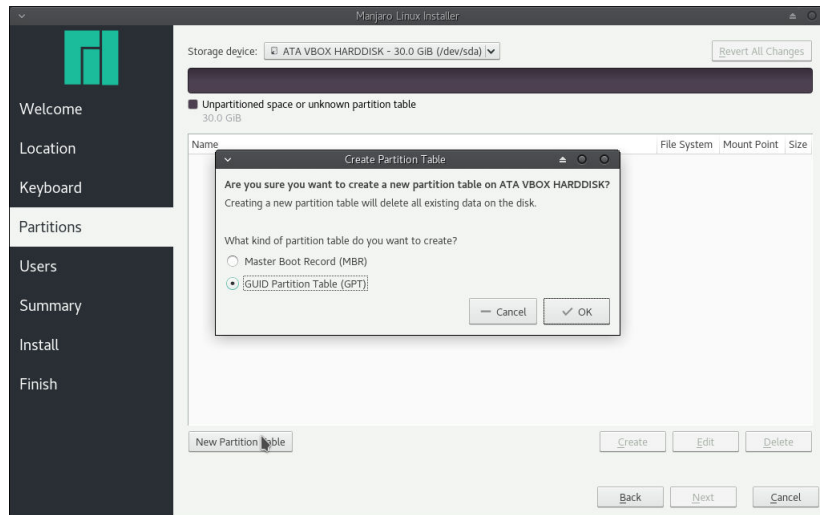 Manjaro Linux Installer
Welcome
Location
Keyboard
Partitions
Users
Summary
Install
Finish
Storage device: ATA VBOX HARDDISK - 30.0 GiB (/dev/sda)
Revert All Changes
Unpartitioned space or unknown partition table
30.0 GiB
Name File System Mount Point Size
Create Partition Table
Are you sure you want to create a new partition table on ATA VBOX HARDDISK?
Creating a new partition table will delete all existing data on the disk.
What kind of partition table do you want to create?
Master Boot Record (MBR)
GUID Partition Table (GPT)
Cancel OK
New Partition Table Create Edit Delete
Back Next Cancel